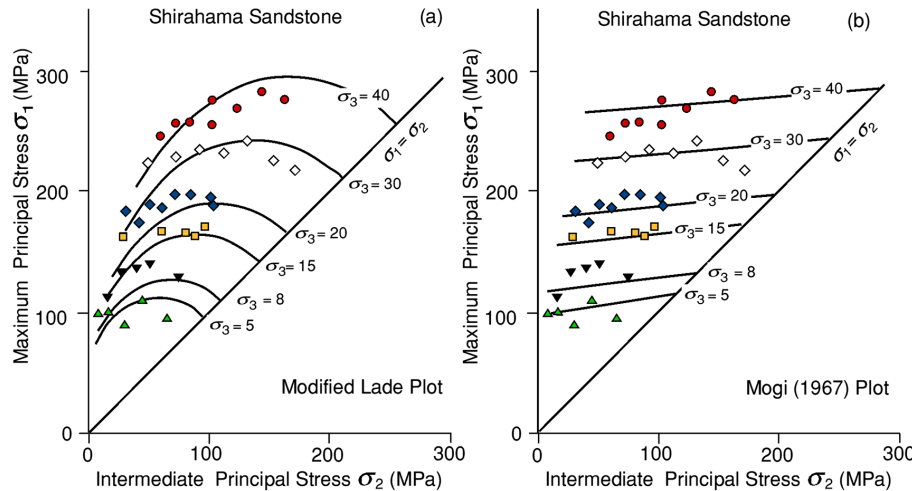 Shirahama Sandstone
(a)
300
200
100
0
Maximum Principal Stress σ1 (MPa)
σ3 = 40
σ1 = σ2
σ3 = 30
σ3 = 20
σ3 = 15
σ3 = 8
σ3 = 5
Modified Lade Plot
0
100
200
300
Intermediate Principal Stress σ2 (MPa)
Shirahama Sandstone
(b)
300
200
100
0
Maximum Principal Stress σ1 (MPa)
σ3 = 40
σ3 = 30
σ1 = σ2
σ3 = 20
σ3 = 15
σ3 = 8
σ3 = 5
Mogi (1967) Plot
0
100
200
300
Intermediate Principal Stress σ2 (MPa)